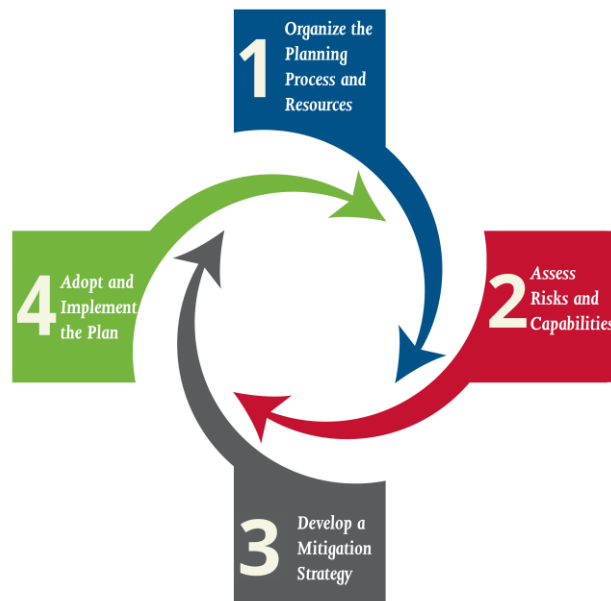 1
Organize the
Planning
Process and
Resources
2
Assess
Risks and
Capabilities
3
Develop a
Mitigation
Strategy
4
Adopt and
Implement
the Plan